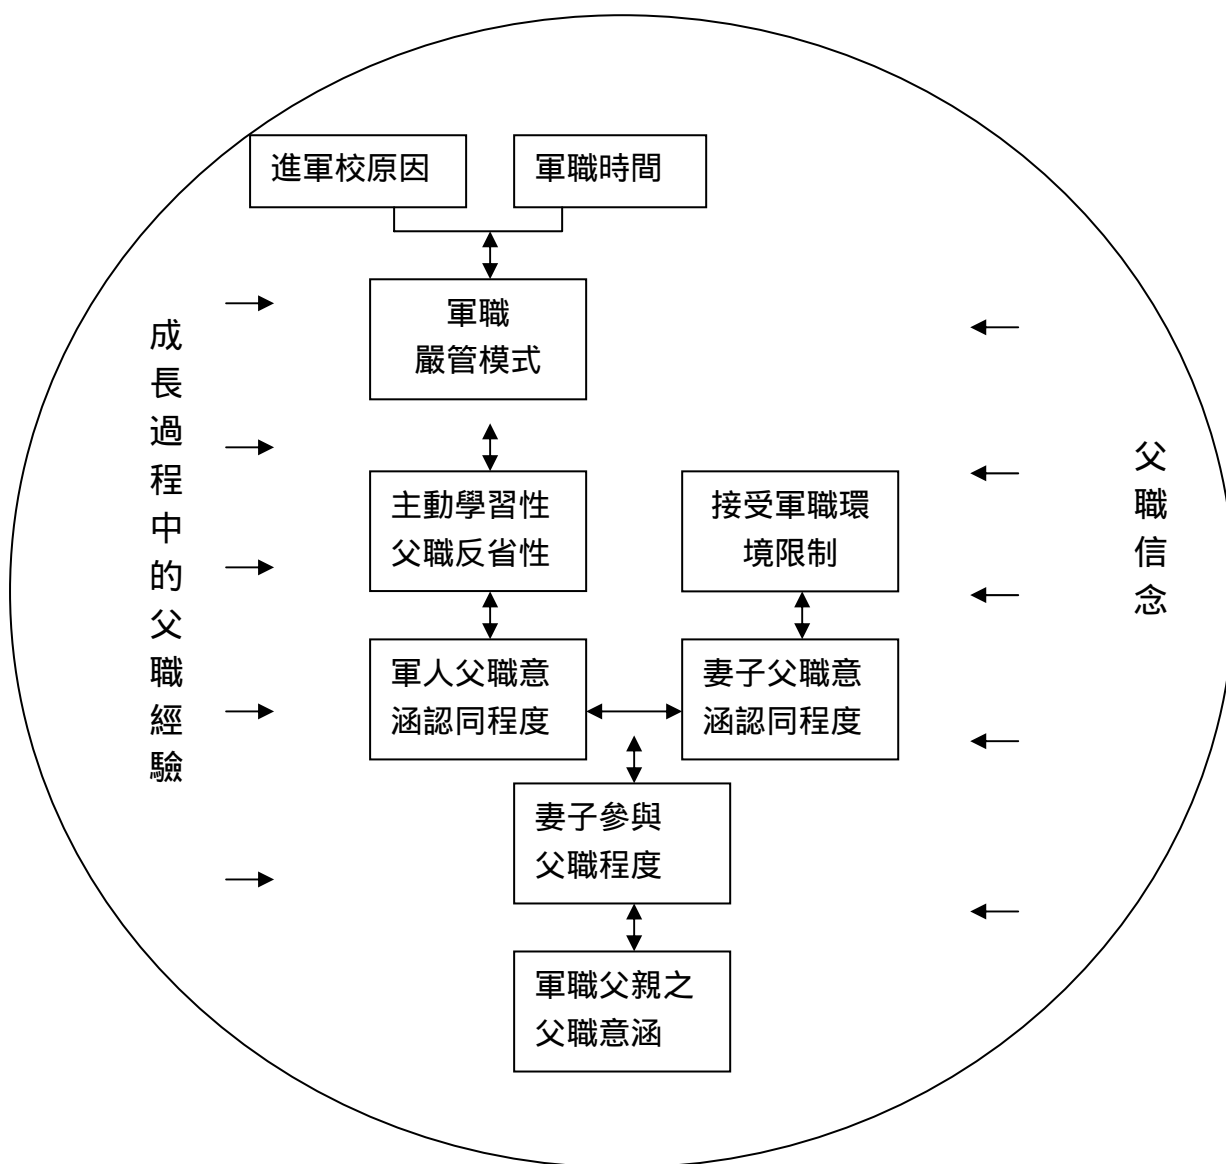 進軍校原因
軍職時間
軍職
嚴管模式
成長過程中的父職經驗
主動學習性
父職反省性
接受軍職環
境限制
父職信念
軍人父職意
涵認同程度
妻子父職意
涵認同程度
妻子參與
父職程度
軍職父親之
父職意涵